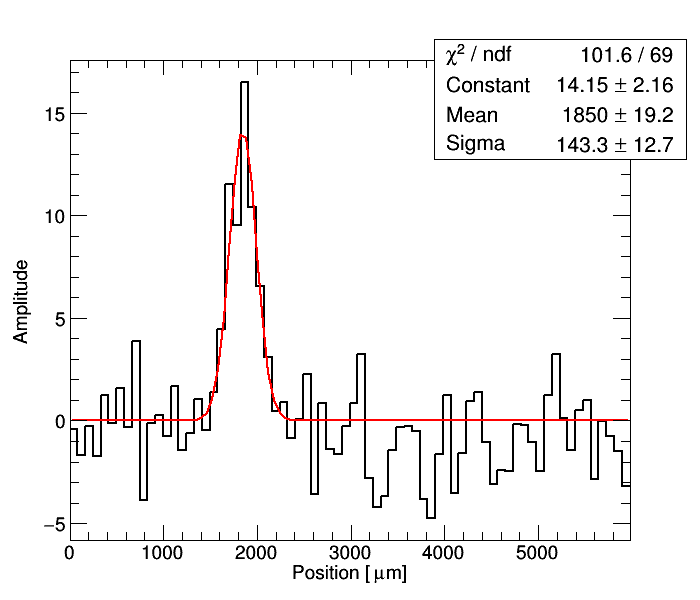 χ² / ndf 101.6 / 69
Constant 14.15 ± 2.16
Mean 1850 ± 19.2
Sigma 143.3 ± 12.7
15
10
5
0
−5
Amplitude
0 1000 2000 3000 4000 5000
Position [ μm]